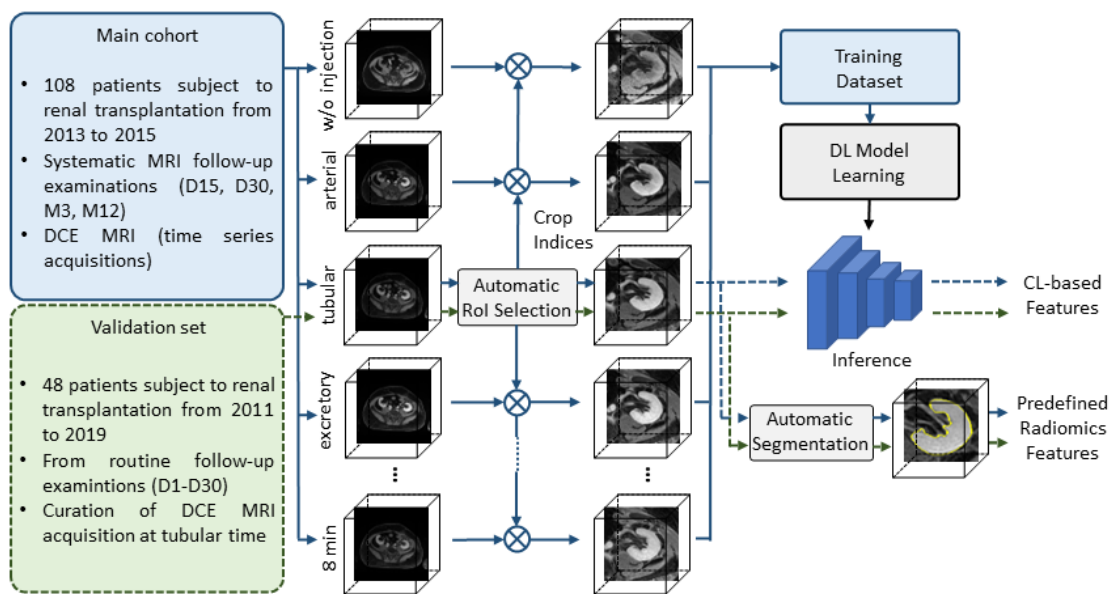 Main cohort
• 108 patients subject to
renal transplantation from
2013 to 2015
• Systematic MRI follow-up
examinations (D15, D30,
M3, M12)
• DCE MRI (time series
acquisitions)
Validation set
• 48 patients subject to renal
transplantation from 2011
to 2019
• From routine follow-up
examintions (D1-D30)
• Curation of DCE MRI
acquisition at tubular time
w/o injection
arterial
tubular
excretory
...
8 min
Automatic
RoI Selection
Crop
Indices
...
Training
Dataset
DL Model
Learning
Inference
CL-based
Features
Automatic
Segmentation
Predefined
Radiomics
Features